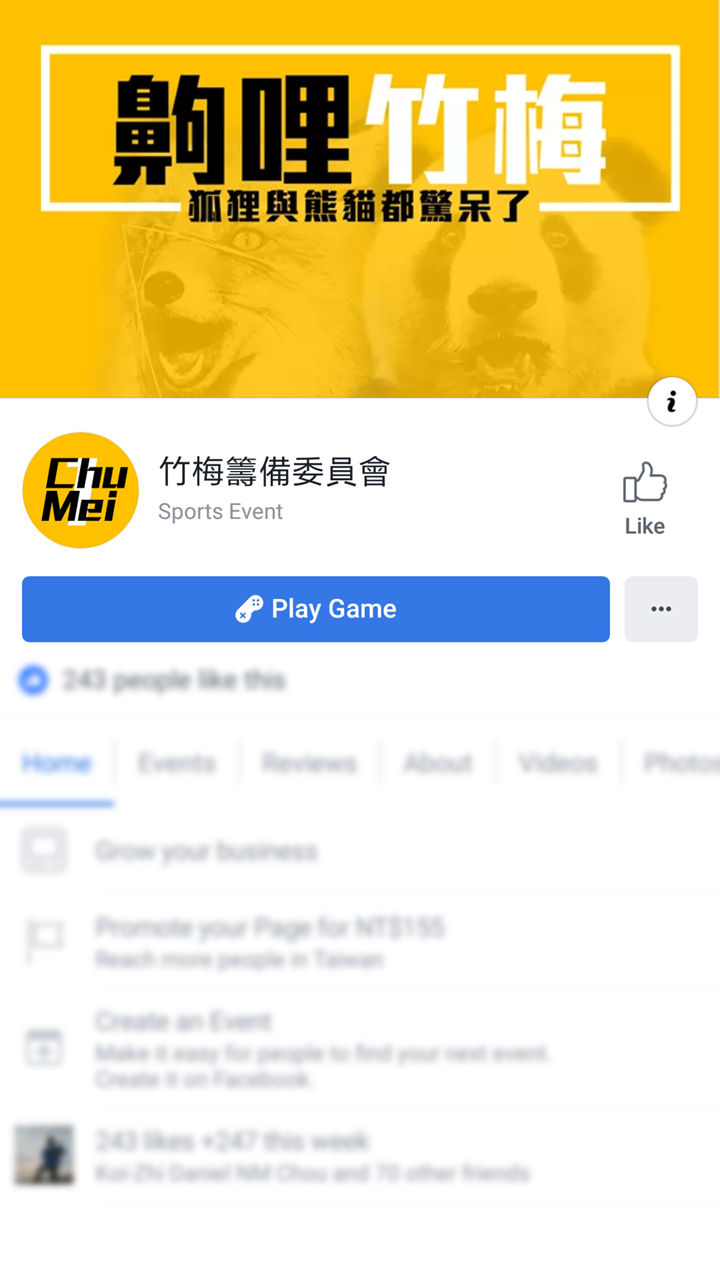 齁哩竹梅
狐狸與熊貓都驚呆了
i
Chu
Mei
竹梅籌備委員會
Sports Event
Like
Play Game
243 people like this
Home
Events
Reviews
About
Videos
Photos
Grow your business
Promote your Page for NT$155
Reach more people in Taiwan
Create an Event
Make it easy for people to find your next event.
Create it on Facebook.
243 likes +247 this week
Koi-Zhi Daniel NM Chou and 70 other friends